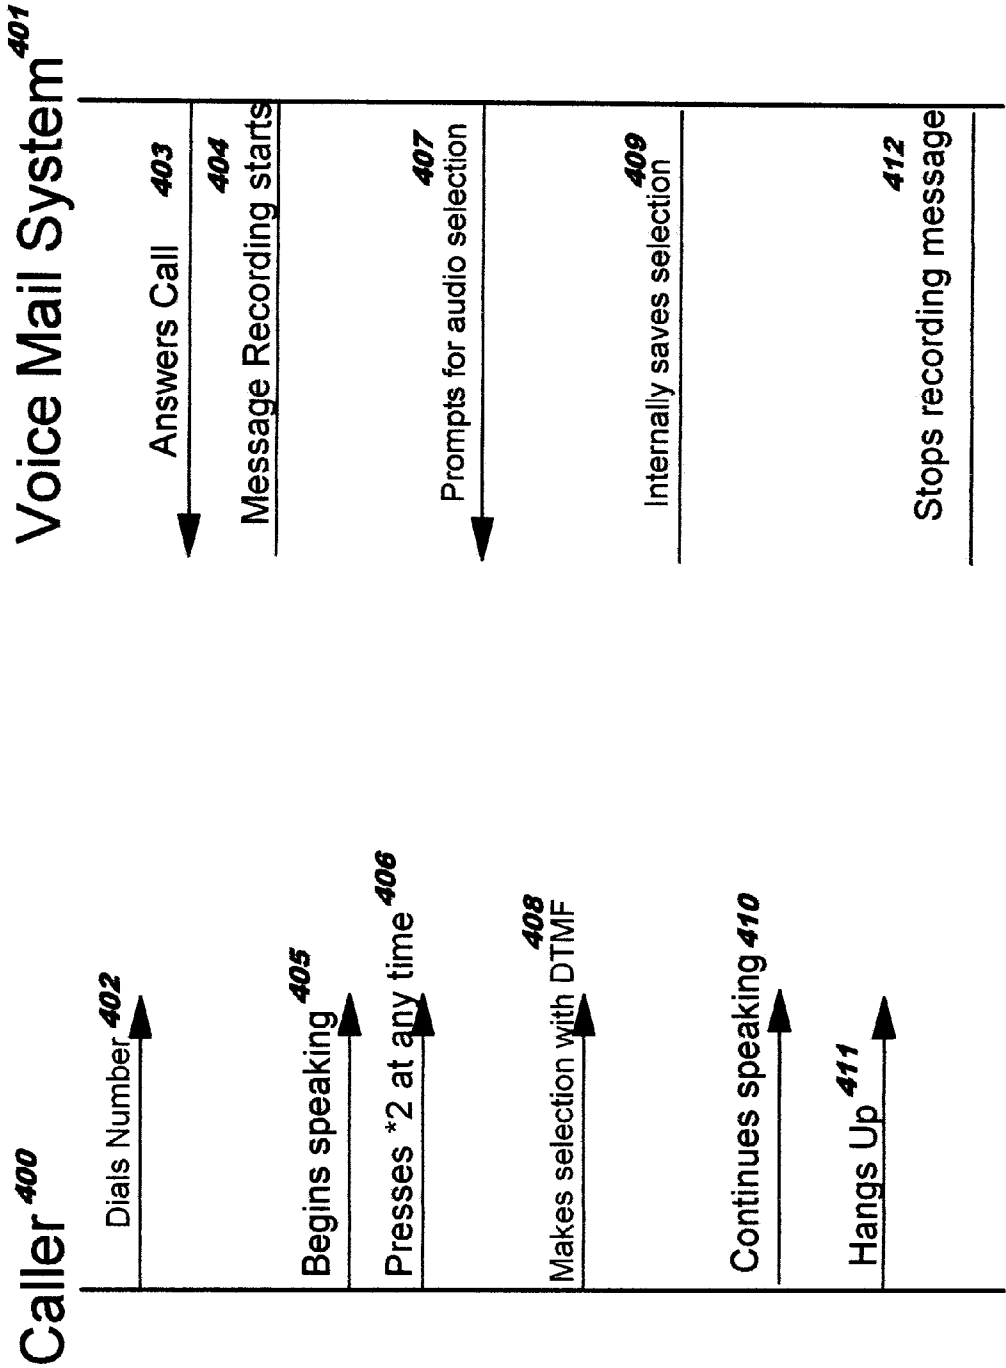 Caller 400
Voice Mail System 401
Dials Number 402
Answers Call 403
404
Message Recording starts
Begins speaking 405
Presses *2 at any time 406
407
Prompts for audio selection
408
Makes selection with DTMF
409
Internally saves selection
Continues speaking 410
Hangs Up 411
412
Stops recording message